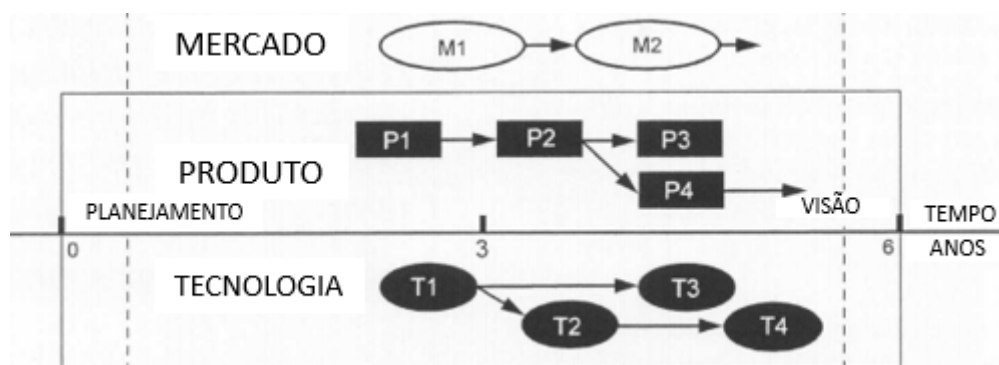 MERCADO M1 M2
P1 P2 P3
PRODUTO
P4
PLANEJAMENTO VISÃO TEMPO
0 3 6 ANOS
TECNOLOGIA T1 T3
T2 T4